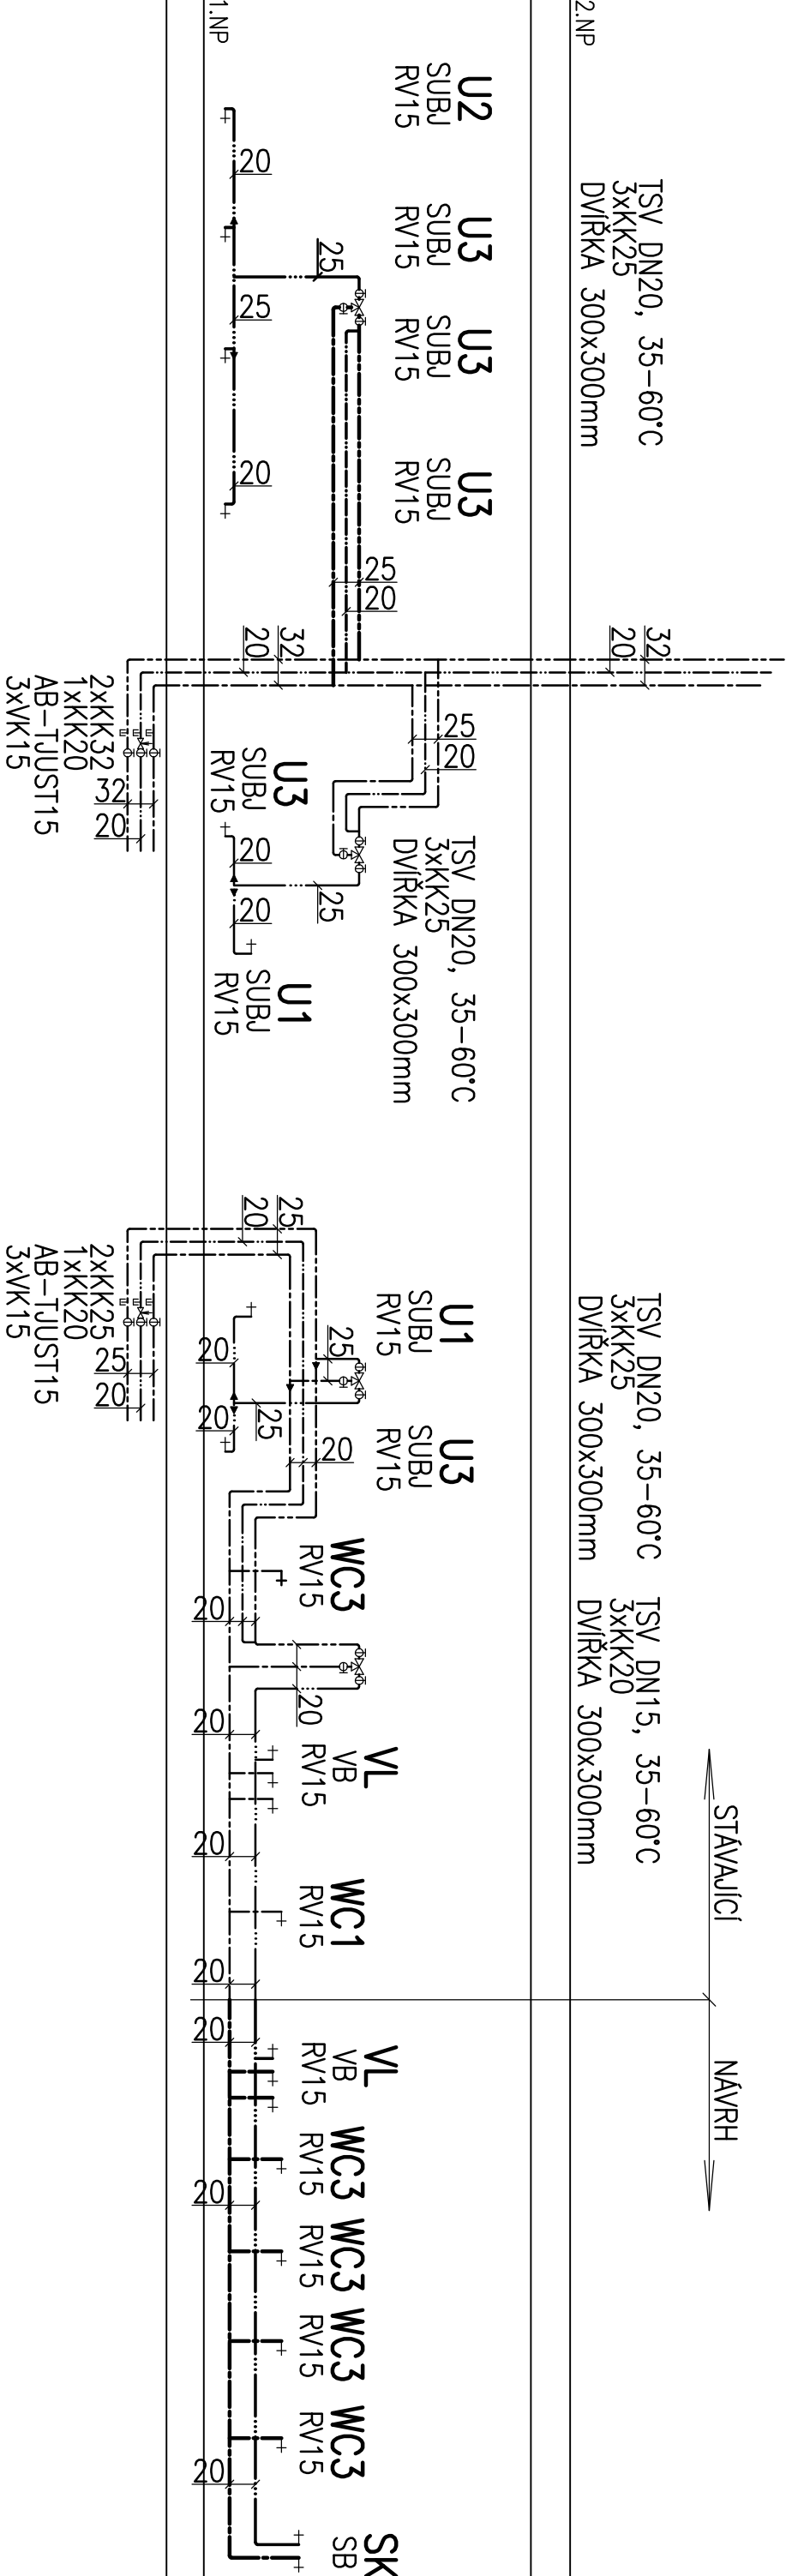 2.NP
1.NP
U2
SUBJ
RV15
U3
SUBJ
RV15
U3
SUBJ
RV15
U3
SUBJ
RV15
TSV DN20, 35-60°C
3xKK25
DVÍŘKA 300x300mm
20
25
25
20
25
20
32
20
32
20
2xKK32
1xKK20
AB-TJUST15
3xVK15
32
20
25
20
U3
SUBJ
RV15
20
20
25
TSV DN20, 35-60°C
3xKK25
DVÍŘKA 300x300mm
U1
SUBJ
RV15
25
20
2xKK25
1xKK20
AB-TJUST15
3xVK15
25
20
U1
SUBJ
RV15
25
20
20
25
U3
SUBJ
RV15
20
TSV DN20, 35-60°C
3xKK25
DVÍŘKA 300x300mm
WC3
RV15
20
20
TSV DN15, 35-60°C
3xKK20
DVÍŘKA 300x300mm
20
VL
VB
RV15
20
WC1
RV15
20
STÁVAJÍCÍ
NÁVRH
20
VL
VB
RV15
WC3
RV15
20
WC3
RV15
WC3
RV15
WC3
RV15
20
SK
SB